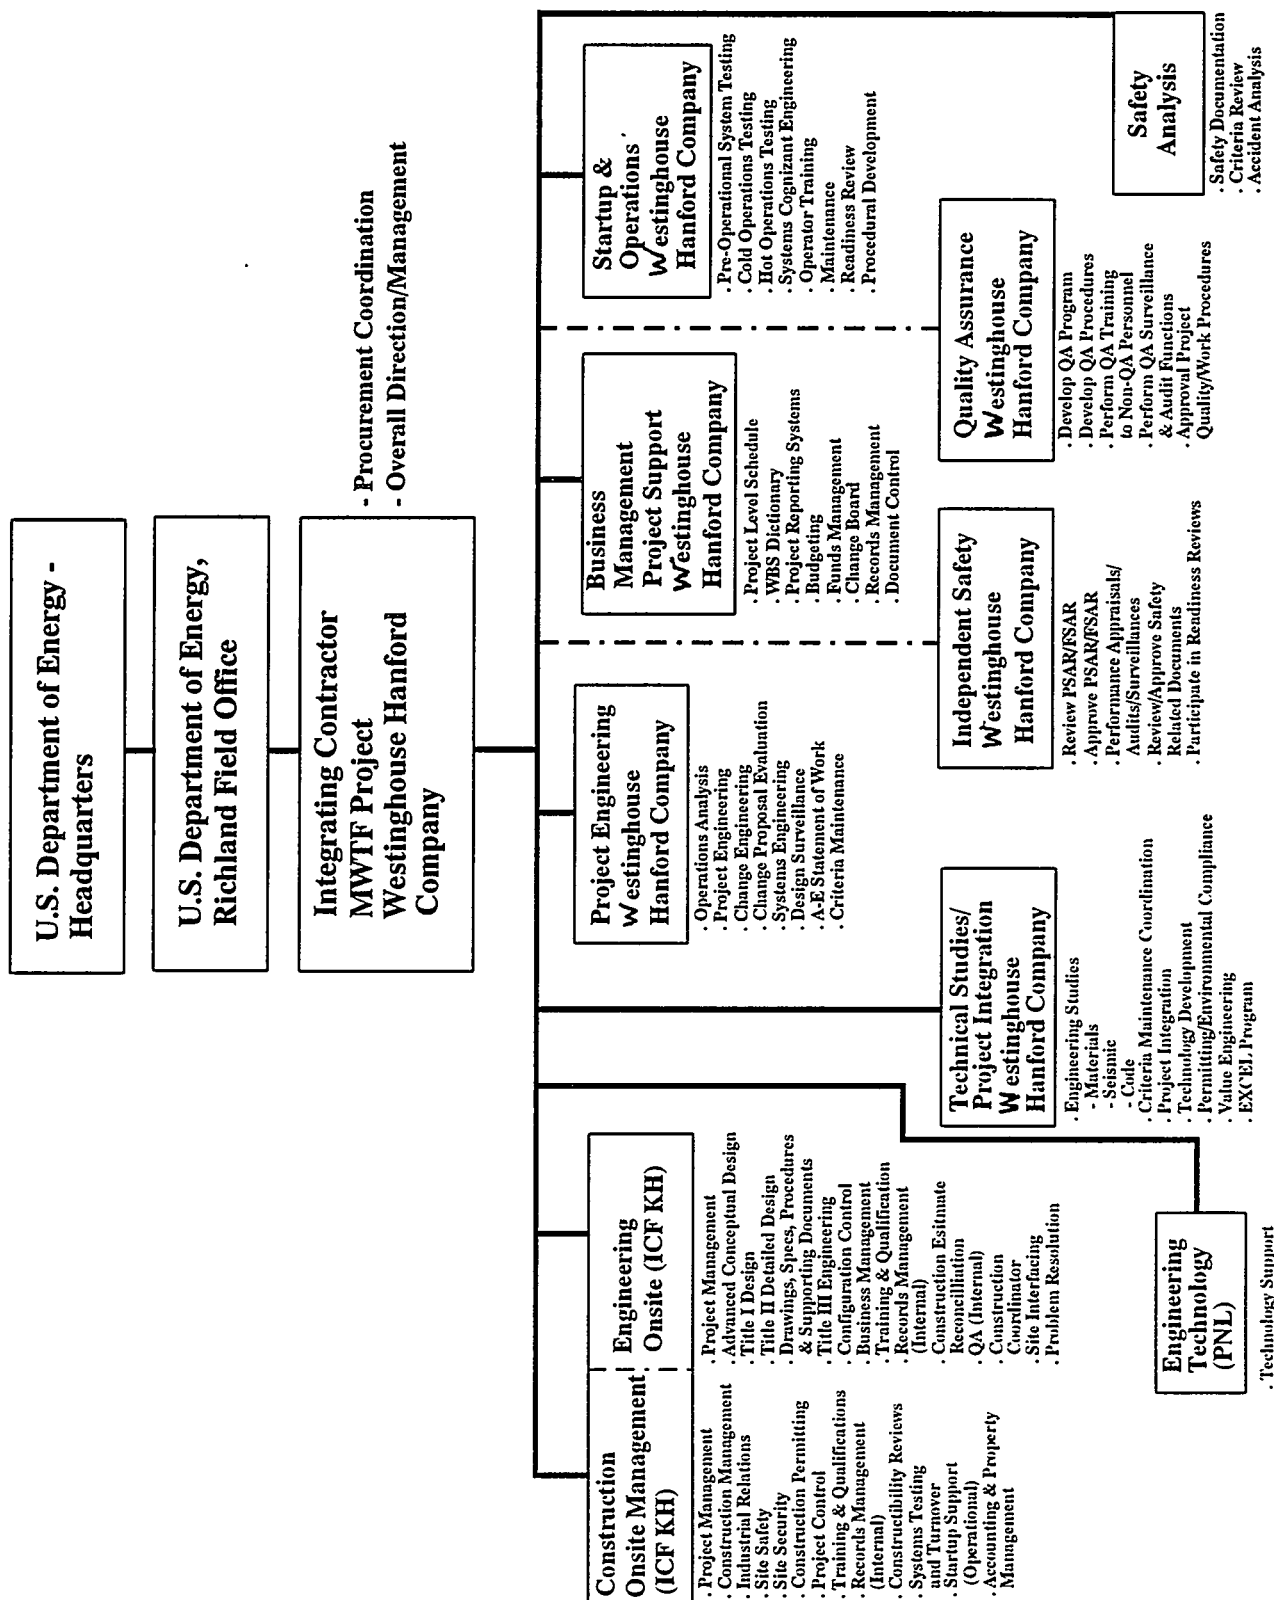 U.S. Department of Energy -
Headquarters
U.S. Department of Energy,
Richland Field Office
Integrating Contractor
MWTF Project
Westinghouse Hanford
Company
- Procurement Coordination
- Overall Direction/Management
Construction
Onsite Management
(ICF KH)
. Project Management
. Construction Management
. Industrial Relations
. Site Safety
. Site Security
. Construction Permitting
. Project Control
. Training & Qualifications
. Records Management
(Internal)
. Constructibility Reviews
. Systems Testing
and Turnover
. Startup Support
(Operational)
. Accounting & Property
Management
Engineering
Onsite (ICF KH)
. Project Management
. Advanced Conceptual Design
. Title I Design
. Title II Detailed Design
. Drawings, Specs, Procedures
& Supporting Documents
. Title III Engineering
. Configuration Control
. Business Management
. Training & Qualification
. Records Management
(Internal)
. Construction Esitmate
Reconcilliation
. QA (Internal)
. Construction
Coordinator
. Site Interfacing
. Problem Resolution
Project Engineering
Westinghouse
Hanford Company
. Operations Analysis
. Project Engineering
. Change Engineering
. Change Proposal Evaluation
. Systems Engineering
. Design Surveillance
. A-E Statement of Work
. Criteria Maintenance
Business
Management
Project Support
Westinghouse
Hanford Company
. Project Level Schedule
. WBS Dictionary
. Project Reporting Systems
. Budgeting
. Funds Management
. Change Board
. Records Management
. Document Control
Startup &
Operations
Westinghouse
Hanford Company
. Pre-Operational System Testing
. Cold Operations Testing
. Hot Operations Testing
. Systems Cognizant Engineering
. Operator Training
. Maintenance
. Readiness Review
. Procedural Development
Technical Studies/
Project Integration
Westinghouse
Hanford Company
. Engineering Studies
- Materials
- Seismic
- Code
. Criteria Maintenance Coordination
. Project Integration
. Technology Development
. Permitting/Environmental Compliance
. Value Engineering
. EXCEL Program
Independent Safety
Westinghouse
Hanford Company
. Review PSAR/FSAR
. Approve PSAR/FSAR
. Performance Appraisals/
Audits/Surveillances
. Review/Approve Safety
Related Documents
. Participate in Readiness Reviews
Quality Assurance
Westinghouse
Hanford Company
. Develop QA Program
. Develop QA Procedures
. Perform QA Training
to Non-QA Personnel
. Perform QA Surveillance
& Audit Functions
. Approval Project
Quality/Work Procedures
Engineering
Technology
(PNL)
. Technology Support
Safety
Analysis
. Safety Documentation
. Criteria Review
. Accident Analysis